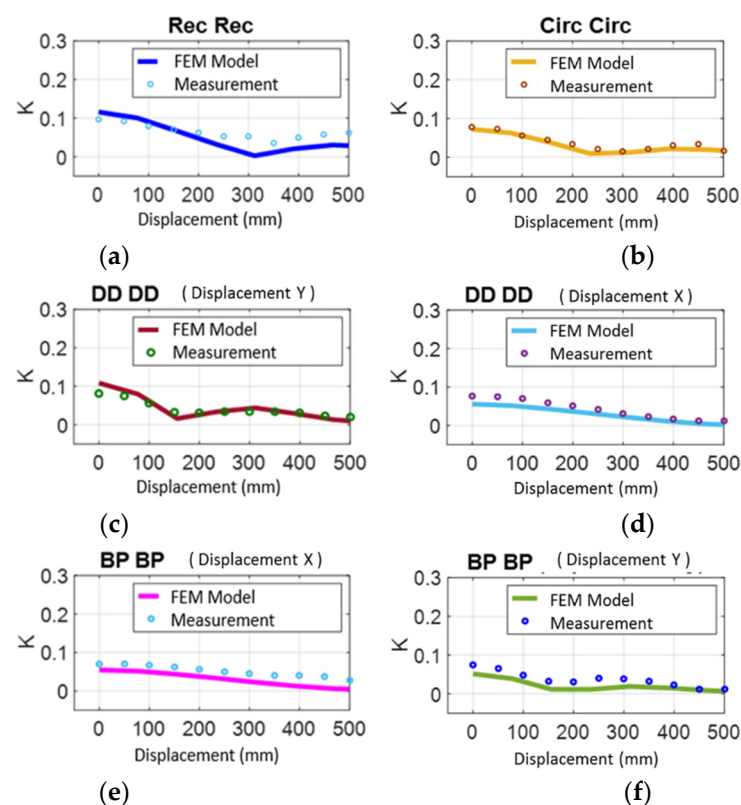 Rec Rec
0.3
0.2
0.1
0
K
FEM Model
Measurement
0 100 200 300 400 500
Displacement (mm)
(a)
Circ Circ
0.3
0.2
0.1
0
K
FEM Model
Measurement
0 100 200 300 400 500
Displacement (mm)
(b)
DD DD ( Displacement Y )
0.3
0.2
0.1
0
K
FEM Model
Measurement
0 100 200 300 400 500
Displacement (mm)
(c)
DD DD ( Displacement X )
0.3
0.2
0.1
0
K
FEM Model
Measurement
0 100 200 300 400 500
Displacement (mm)
(d)
BP BP ( Displacement X )
0.3
0.2
0.1
0
K
FEM Model
Measurement
0 100 200 300 400 500
Displacement (mm)
(e)
BP BP ( Displacement Y )
0.3
0.2
0.1
0
K
FEM Model
Measurement
0 100 200 300 400 500
Displacement (mm)
(f)